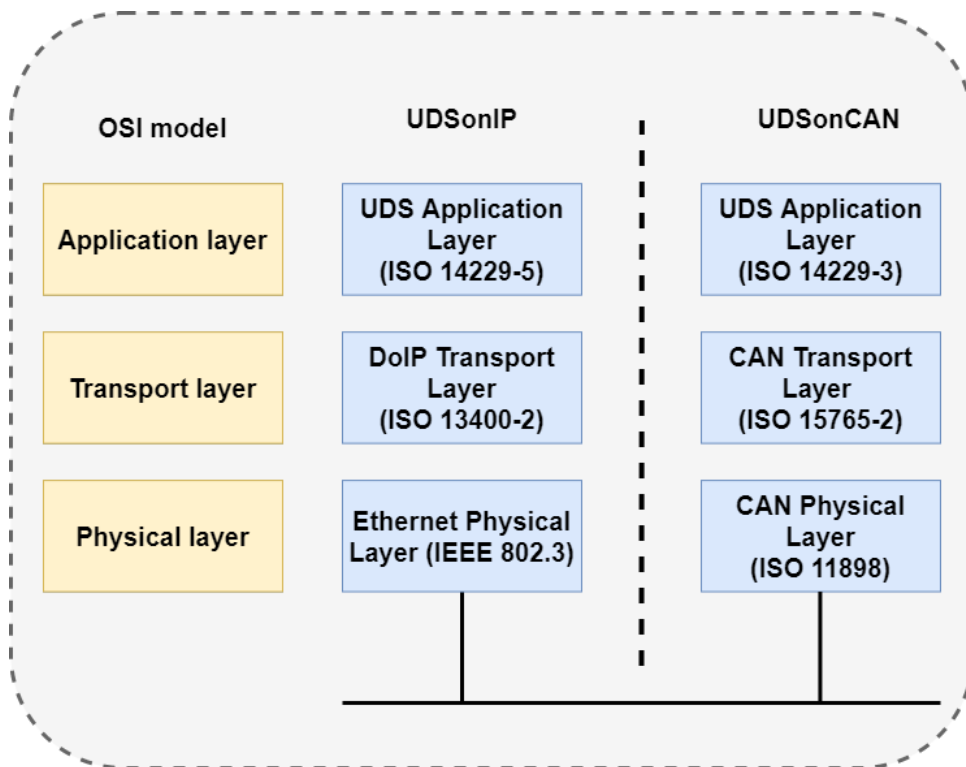 OSI model
UDSonIP
UDSonCAN
Application layer
UDS Application
Layer
(ISO 14229-5)
UDS Application
Layer
(ISO 14229-3)
Transport layer
DoIP Transport
Layer
(ISO 13400-2)
CAN Transport
Layer
(ISO 15765-2)
Physical layer
Ethernet Physical
Layer (IEEE 802.3)
CAN Physical
Layer
(ISO 11898)